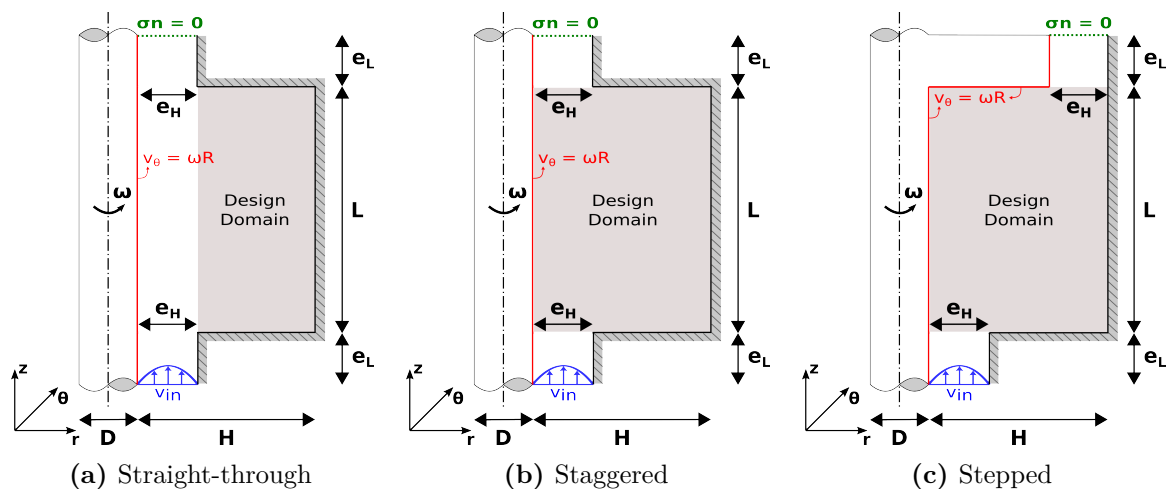 σn = 0
e_L
e_H
v_θ = ωR
ω
Design
Domain
L
e_H
e_L
v_in
z
θ
r
D
H
(a) Straight-through
σn = 0
e_L
e_H
v_θ = ωR
ω
Design
Domain
L
e_H
e_L
v_in
z
θ
r
D
H
(b) Staggered
σn = 0
e_L
v_θ = ωR
e_H
ω
Design
Domain
L
e_H
e_L
v_in
z
θ
r
D
H
(c) Stepped